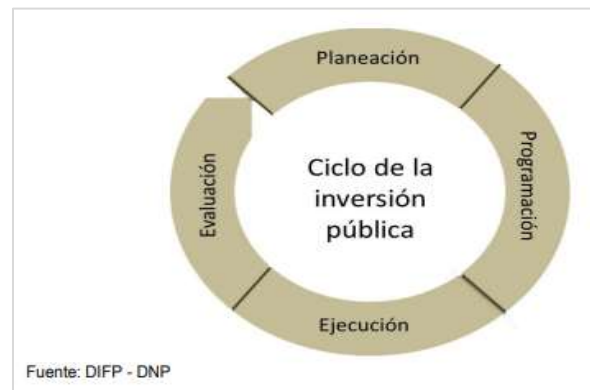 Planeación
Programación
Ciclo de la
inversión
pública
Evaluación
Ejecución
Fuente: DIFP - DNP